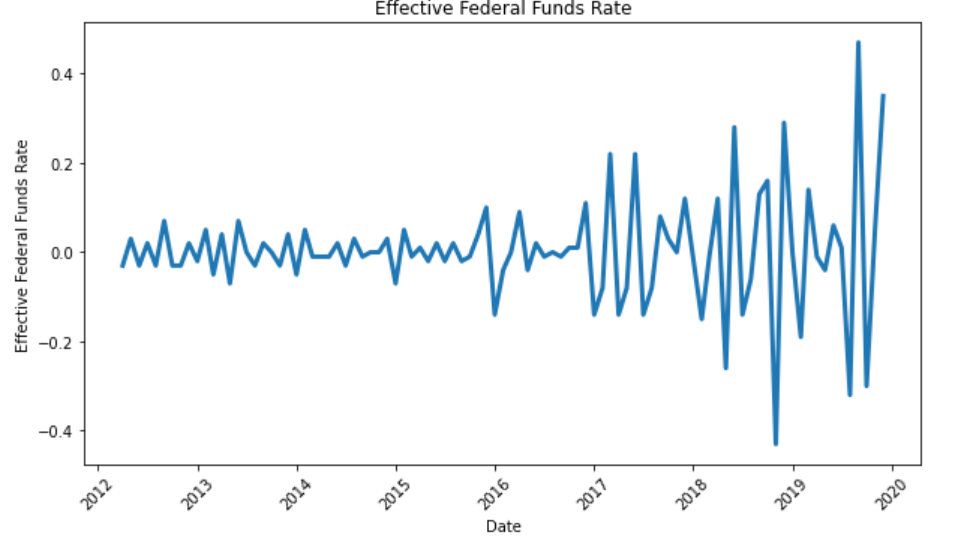 Effective Federal Funds Rate
Effective Federal Funds Rate
0.4
0.2
0.0
−0.2
−0.4
2012 2013 2014 2015 2016 2017 2018 2019 2020
Date